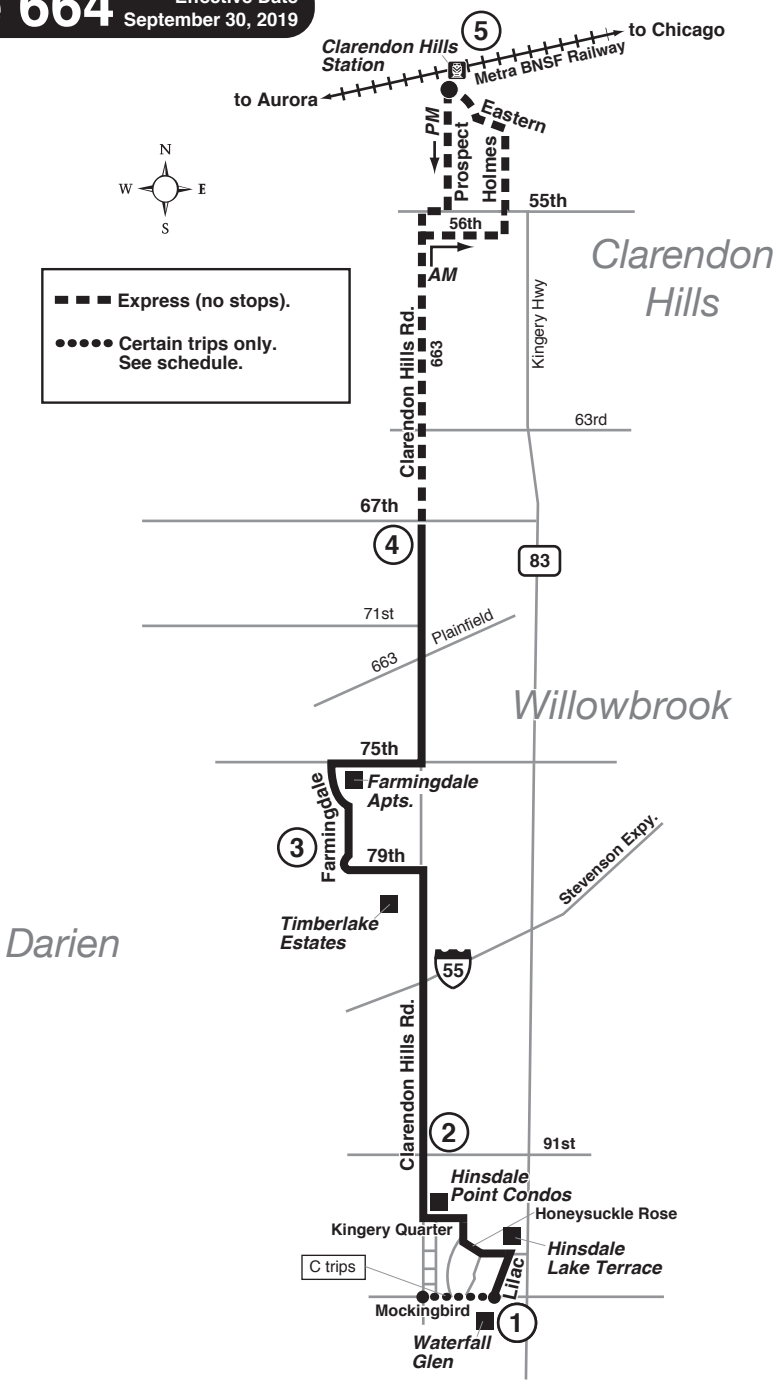 664
September 30, 2019
5
Clarendon Hills
Station
to Chicago
Metra BNSF Railway
to Aurora
PM
Eastern
Prospect
Holmes
N
W
E
S
55th
56th
AM
Clarendon
Hills
Express (no stops).
Certain trips only.
See schedule.
Clarendon Hills Rd.
663
Kingery Hwy
63rd
67th
4
83
71st
Plainfield
663
Willowbrook
75th
Farmingdale
Farmingdale
Apts.
3
79th
Stevenson Expy.
Timberlake
Estates
Darien
55
Clarendon Hills Rd.
2
91st
Hinsdale
Point Condos
Honeysuckle Rose
Kingery Quarter
Hinsdale
Lake Terrace
C trips
Lilac
Mockingbird
1
Waterfall
Glen